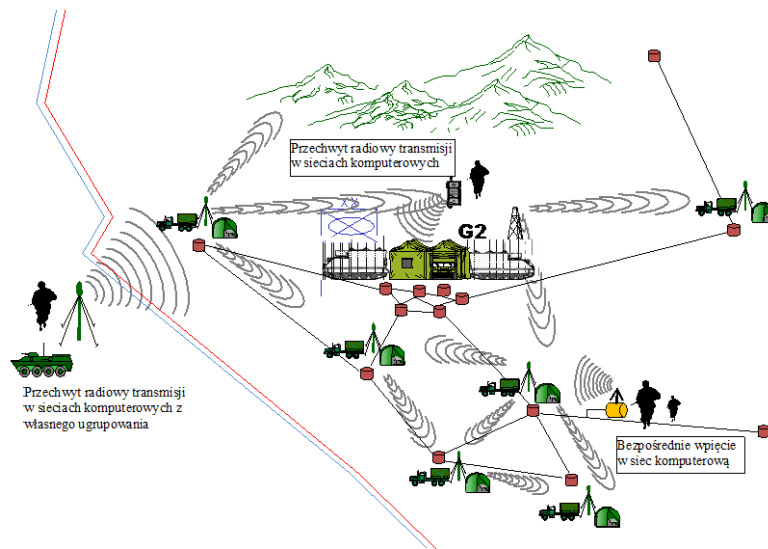 Przechwyt radiowy transmisji
w sieciach komputerowych
X X
G2
Przechwyt radiowy transmisji
w sieciach komputerowych z
własnego ugrupowania
Bezpośrednie wpięcie
w siec komputerową